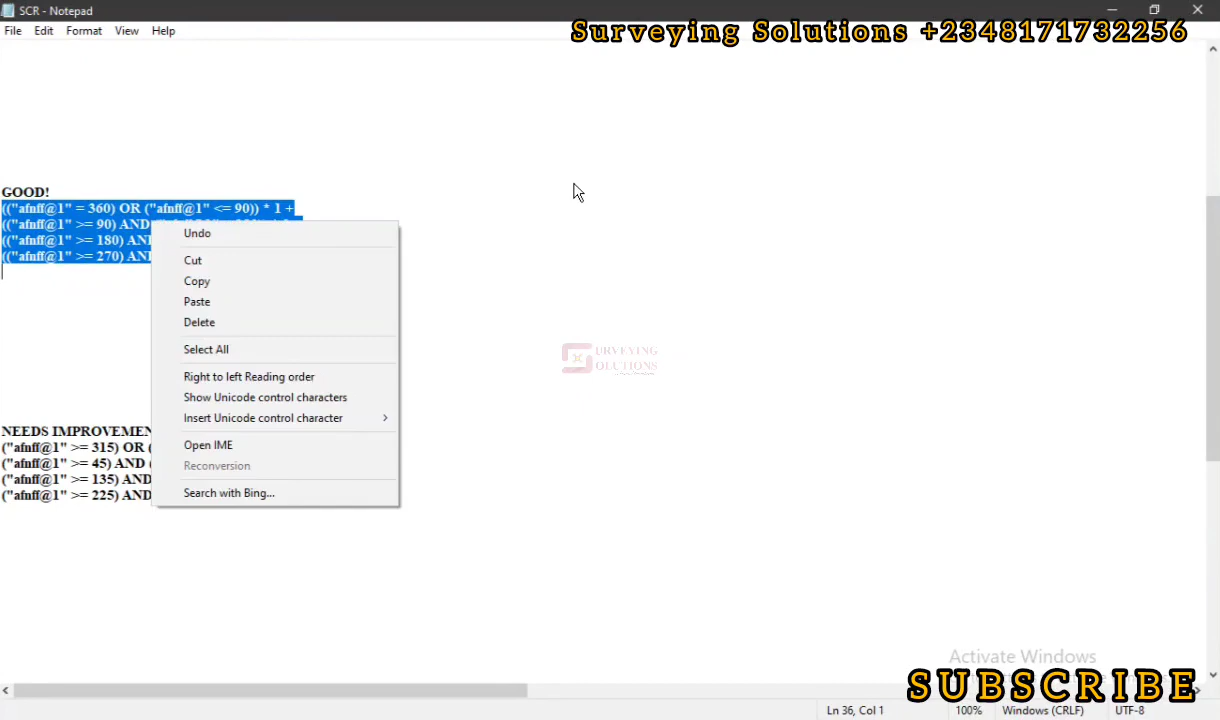 SCR - Notepad
File Edit Format View Help
Surveying Solutions +2348171732256
GOOD!
(("afnff@1" = 360) OR ("afnff@1" <= 90)) * 1 +
(("afnff@1" >= 90) AND
(("afnff@1" >= 180) AN
(("afnff@1" >= 270) AN
Undo
Cut
Copy
Paste
Delete
Select All
Right to left Reading order
Show Unicode control characters
Insert Unicode control character
Open IME
Reconversion
Search with Bing...
URVEYING
OLUTIONS
NEEDS IMPROVEMEN
("afnff@1" >= 315) OR (
("afnff@1" >= 45) AND (
("afnff@1" >= 135) AND
("afnff@1" >= 225) AND
Activate Windows
SUBSCRIBE
Ln 36, Col 1 100% Windows (CRLF) UTF-8